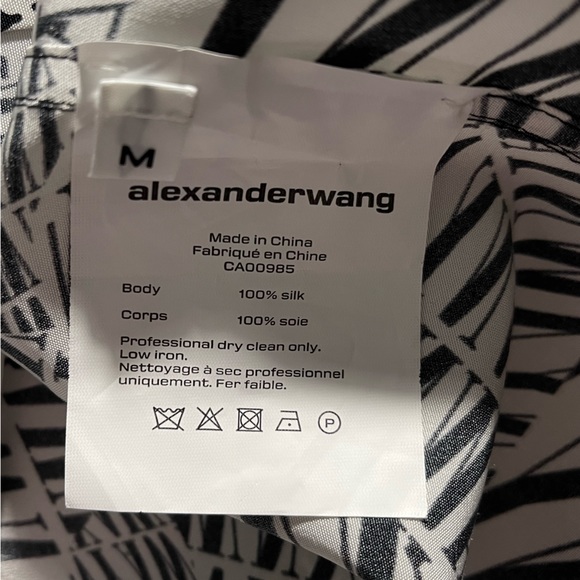 M
alexanderwang
Made in China
Fabriqué en Chine
CA00985
Body 100% silk
Corps 100% soie
Professional dry clean only.
Low iron.
Nettoyage à sec professionnel
uniquement. Fer faible.
P